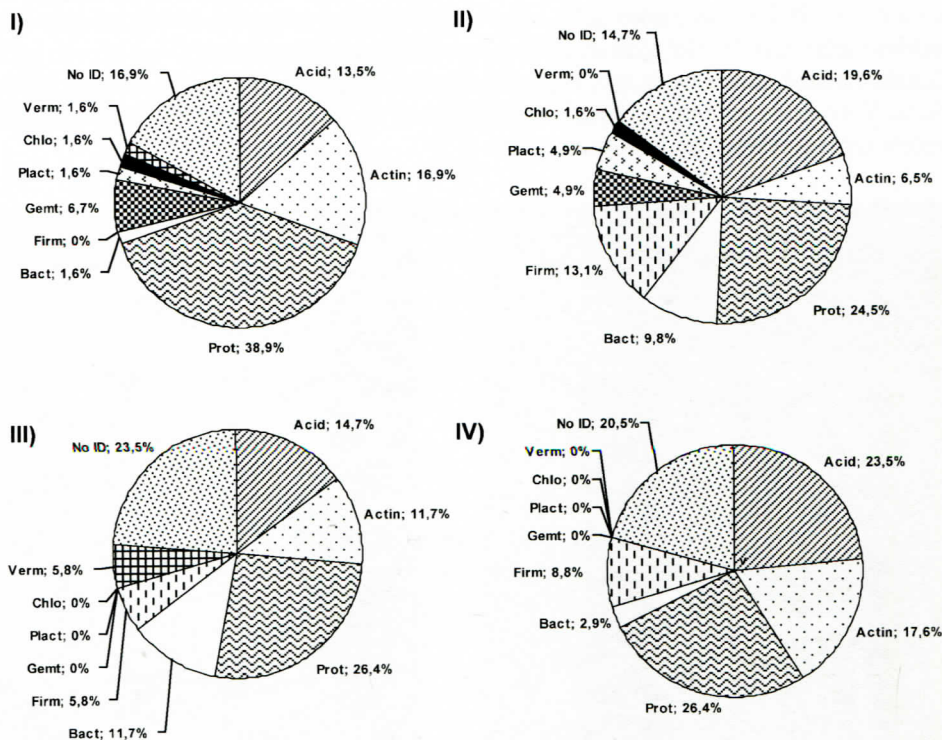 I)
No ID; 16,9%
Acid; 13,5%
Verm; 1,6%
Chlo; 1,6%
Plact; 1,6%
Actin; 16,9%
Gemt; 6,7%
Firm; 0%
Bact; 1,6%
Prot; 38,9%
II)
No ID; 14,7%
Acid; 19,6%
Verm; 0%
Chlo; 1,6%
Plact; 4,9%
Actin; 6,5%
Gemt; 4,9%
Firm; 13,1%
Prot; 24,5%
Bact; 9,8%
III)
No ID; 23,5%
Acid; 14,7%
Actin; 11,7%
Verm; 5,8%
Chlo; 0%
Plact; 0%
Gemt; 0%
Prot; 26,4%
Firm; 5,8%
Bact; 11,7%
IV)
No ID; 20,5%
Verm; 0%
Acid; 23,5%
Chlo; 0%
Plact; 0%
Gemt; 0%
Firm; 8,8%
Bact; 2,9%
Actin; 17,6%
Prot; 26,4%